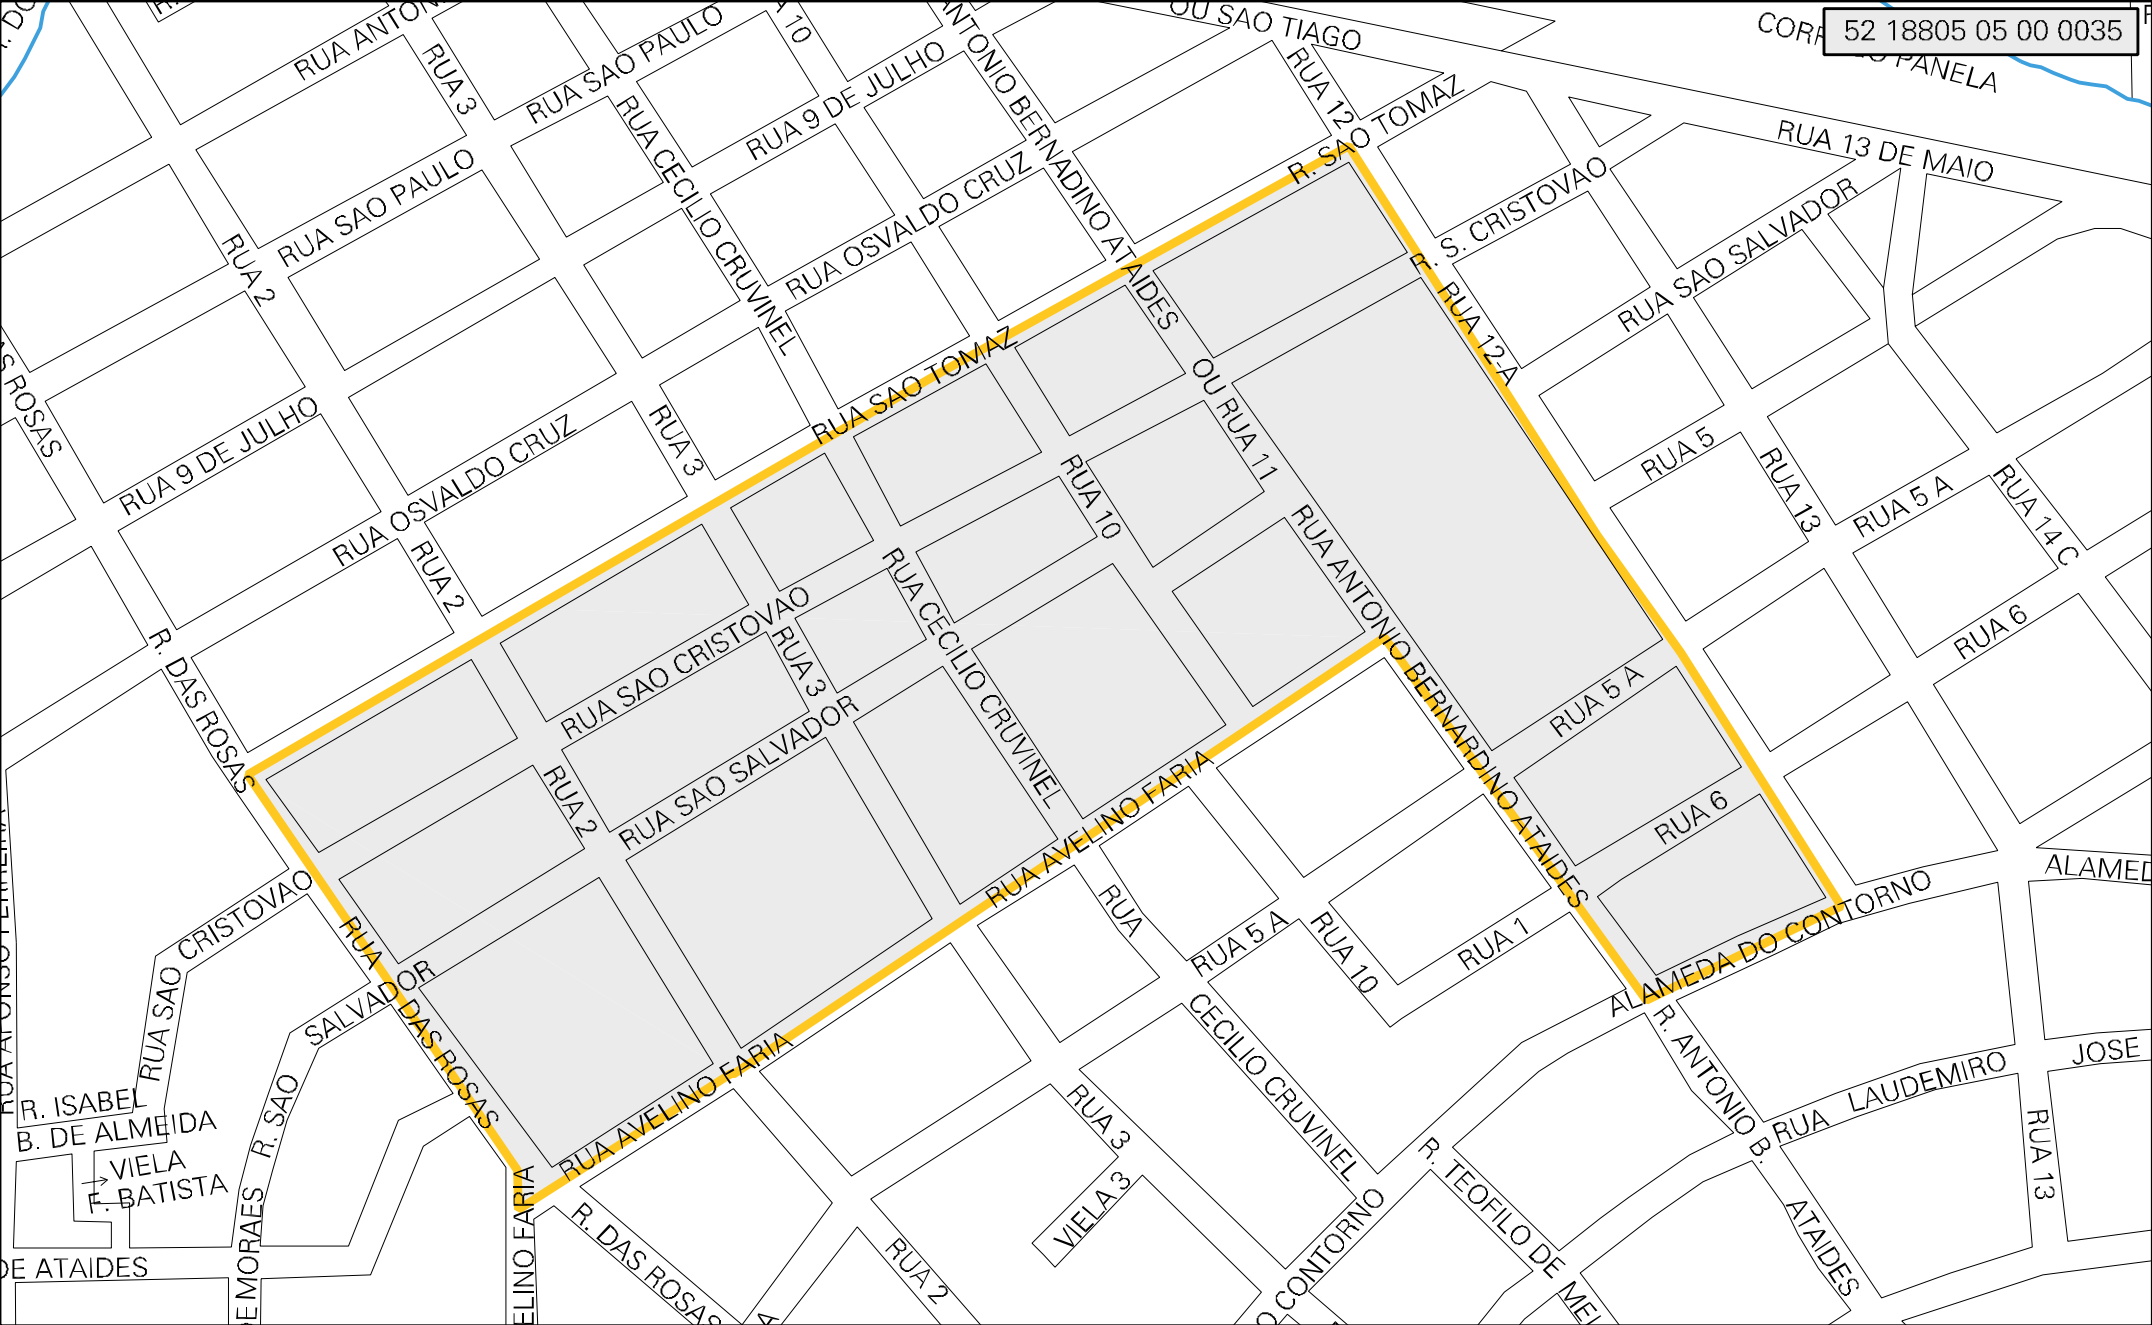 52 18805 05 00 0035
OU SAO TIAGO
PANELA
RUA 3
RUA SAO PAULO
10
RUA 9 DE JULHO
ANTONIO BERNADINO ATAIDES
RUA 12
R. SAO TOMAZ
RUA 13 DE MAIO
RUA SAO PAULO
RUA CECILIO CRUVINEL
RUA OSVALDO CRUZ
R. S. CRISTOVAO
RUA SAO SALVADOR
RUA 2
RUA 12-A
RUA SAO TOMAZ
OU RUA 11
ROSAS
RUA 9 DE JULHO
RUA OSVALDO CRUZ
RUA 3
RUA 5
RUA 13
RUA 5 A
RUA 14 C
RUA 10
RUA 2
RUA ANTONIO BERNARDINO ATAIDES
RUA CECILIO CRUVINEL
RUA SAO CRISTOVAO
RUA 3
RUA 6
R. DAS ROSAS
RUA SAO SALVADOR
RUA 2
RUA 5 A
RUA 6
RUA AVELINO FARIA
ALAMEDA DO CONTORNO
RUA SAO CRISTOVAO
RUA DAS ROSAS
R. SAO SALVADOR
RUA
CECILIO CRUVINEL
RUA 5 A
RUA 10
RUA 1
RUA AVELINO FARIA
R. ANTONIO B.
ATAIDES
RUA LAUDEMIRO
JOSE
RUA 13
R. ISABEL
B. DE ALMEIDA
VIELA
F. BATISTA
DE ATAIDES
DE MORAES
FARIA
R. DAS ROSAS
RUA 2
RUA 3
VIELA 3
CONTORNO
R. TEOFILO DE